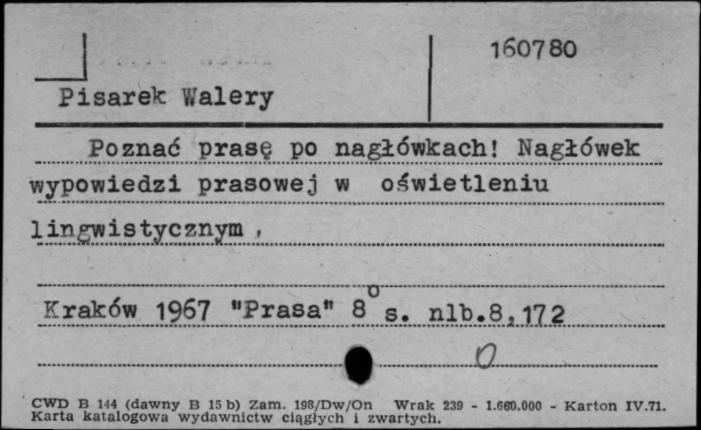 160780
Pisarek Walery
Poznać prasę po nagłówkach! Nagłówek
wypowiedzi prasowej w oświetleniu
lingwistycznym,
Kraków 1967 "Prasa" 8° s. nlb.8,172
0
CWD B 144 (dawny B 15 b) Zam. 198/Dw/On Wrak 239 - 1.660.000 - Karton IV.71.
Karta katalogowa wydawnictw ciągłych i zwartych.